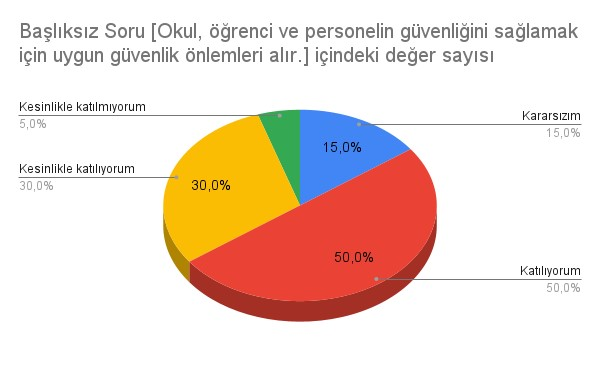 Başlıksız Soru [Okul, öğrenci ve personelin güvenliğini sağlamak
için uygun güvenlik önlemleri alır.] içindeki değer sayısı
Kesinlikle katılmıyorum
5,0%
Kararsızım
15,0%
15,0%
Kesinlikle katılıyorum
30,0%
30,0%
50,0%
Katılıyorum
50,0%